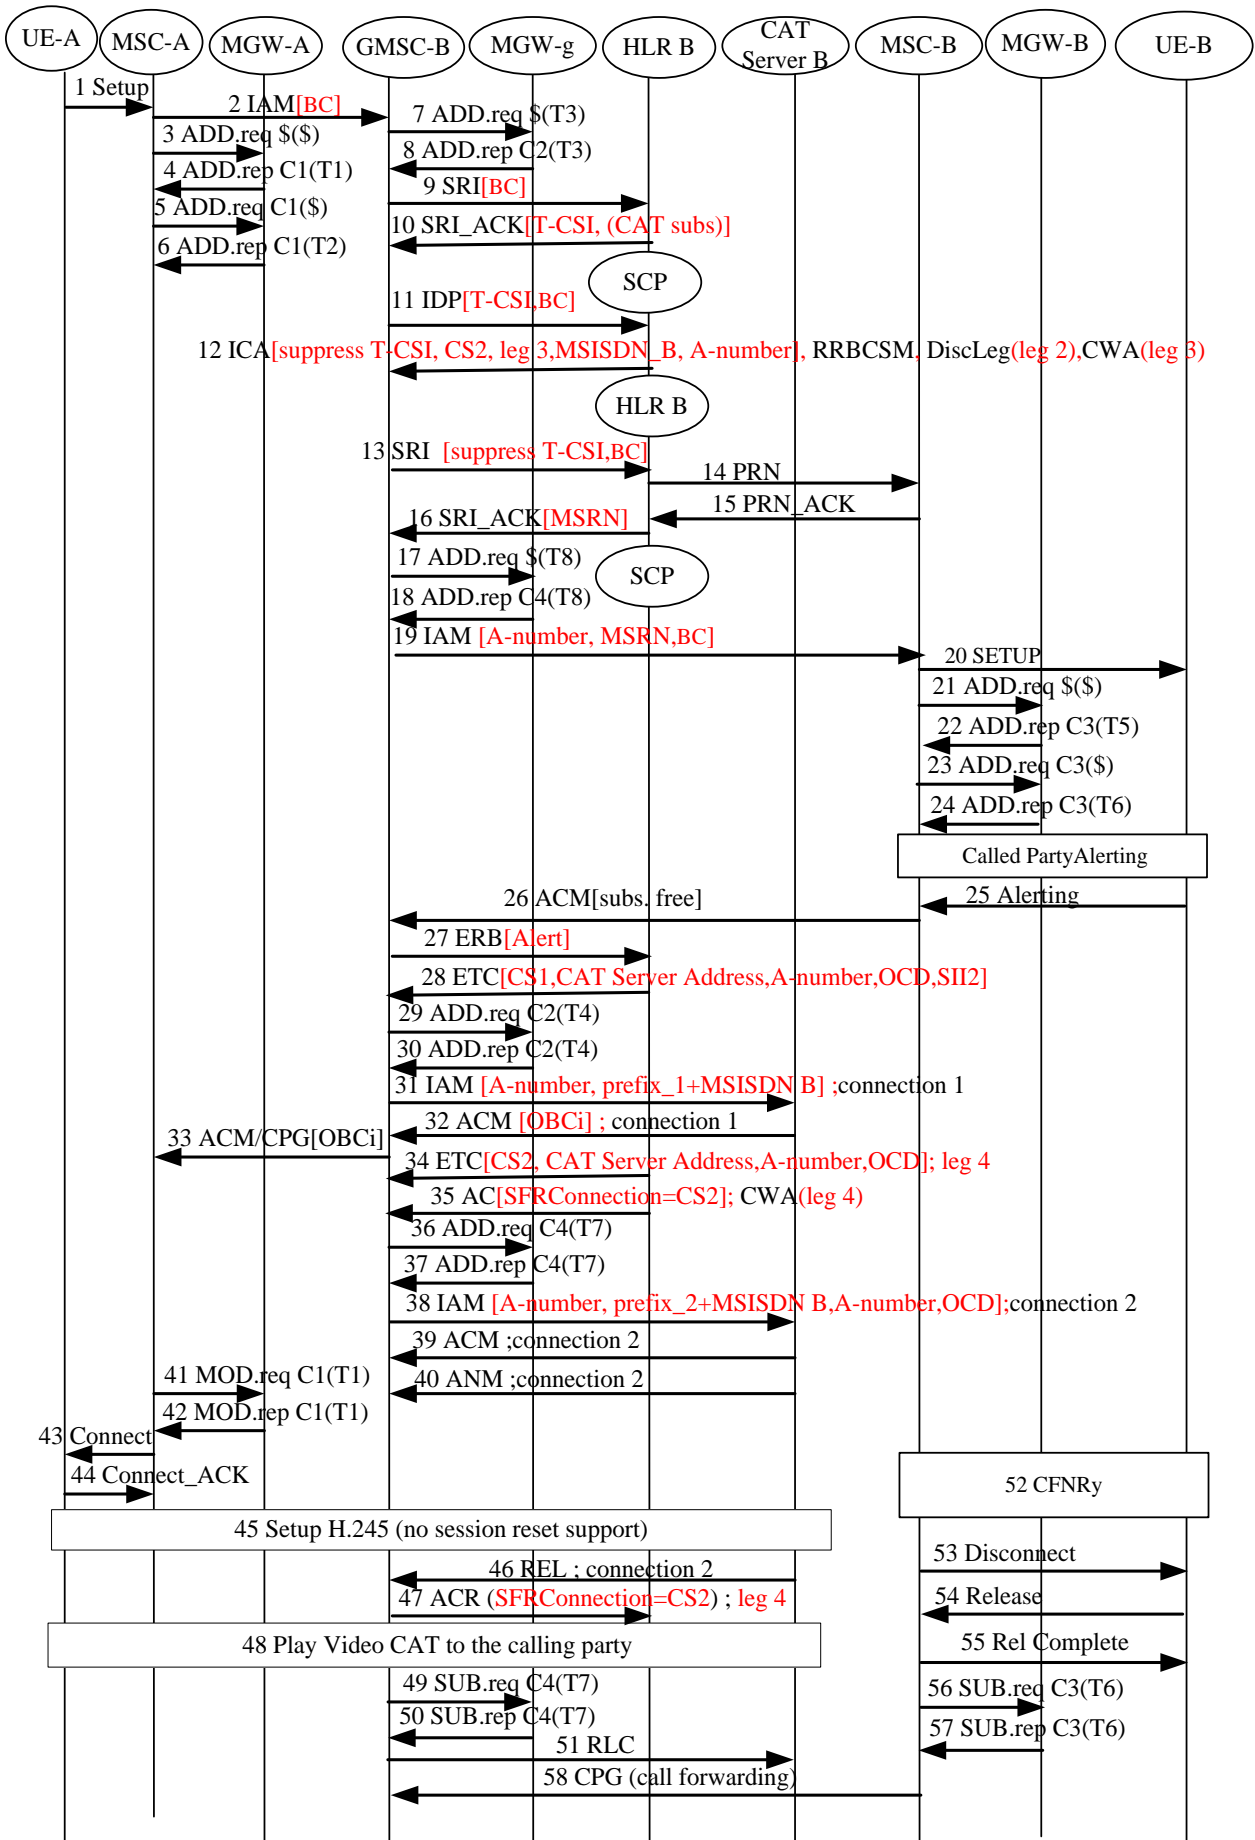 UE-A
MSC-A
MGW-A
GMSC-B
MGW-g
HLR B
CAT
Server B
MSC-B
MGW-B
UE-B
1 Setup
2 IAM[BC]
3 ADD.req $($)
4 ADD.rep C1(T1)
5 ADD.req C1($)
6 ADD.rep C1(T2)
7 ADD.req $(T3)
8 ADD.rep C2(T3)
9 SRI[BC]
10 SRI_ACK[T-CSI, (CAT subs)]
SCP
11 IDP[T-CSI,BC]
12 ICA[suppress T-CSI, CS2, leg 3,MSISDN_B, A-number], RRBCSM, DiscLeg(leg 2),CWA(leg 3)
HLR B
13 SRI [suppress T-CSI,BC]
14 PRN
15 PRN_ACK
16 SRI_ACK[MSRN]
17 ADD.req $(T8)
SCP
18 ADD.rep C4(T8)
19 IAM [A-number, MSRN,BC]
20 SETUP
21 ADD.req $($)
22 ADD.rep C3(T5)
23 ADD.req C3($)
24 ADD.rep C3(T6)
Called PartyAlerting
25 Alerting
26 ACM[subs. free]
27 ERB[Alert]
28 ETC[CS1,CAT Server Address,A-number,OCD,SII2]
29 ADD.req C2(T4)
30 ADD.rep C2(T4)
31 IAM [A-number, prefix_1+MSISDN B] ;connection 1
32 ACM [OBCi] ; connection 1
33 ACM/CPG[OBCi]
34 ETC[CS2, CAT Server Address,A-number,OCD]; leg 4
35 AC[SFRConnection=CS2]; CWA(leg 4)
36 ADD.req C4(T7)
37 ADD.rep C4(T7)
38 IAM [A-number, prefix_2+MSISDN B,A-number,OCD];connection 2
39 ACM ;connection 2
40 ANM ;connection 2
41 MOD.req C1(T1)
42 MOD.rep C1(T1)
43 Connect
44 Connect_ACK
45 Setup H.245 (no session reset support)
46 REL ; connection 2
47 ACR (SFRConnection=CS2) ; leg 4
48 Play Video CAT to the calling party
49 SUB.req C4(T7)
50 SUB.rep C4(T7)
51 RLC
52 CFNRy
53 Disconnect
54 Release
55 Rel Complete
56 SUB.req C3(T6)
57 SUB.rep C3(T6)
58 CPG (call forwarding)